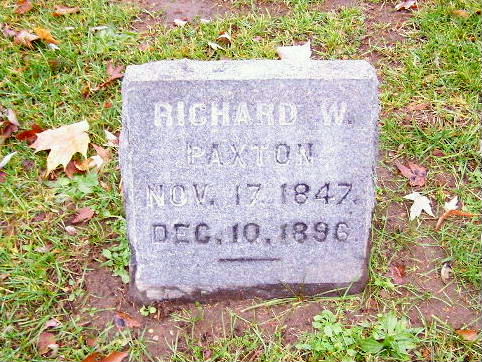 RICHARD W.
PAXTON
NOV. 17. 1847.
DEC. 10. 1896